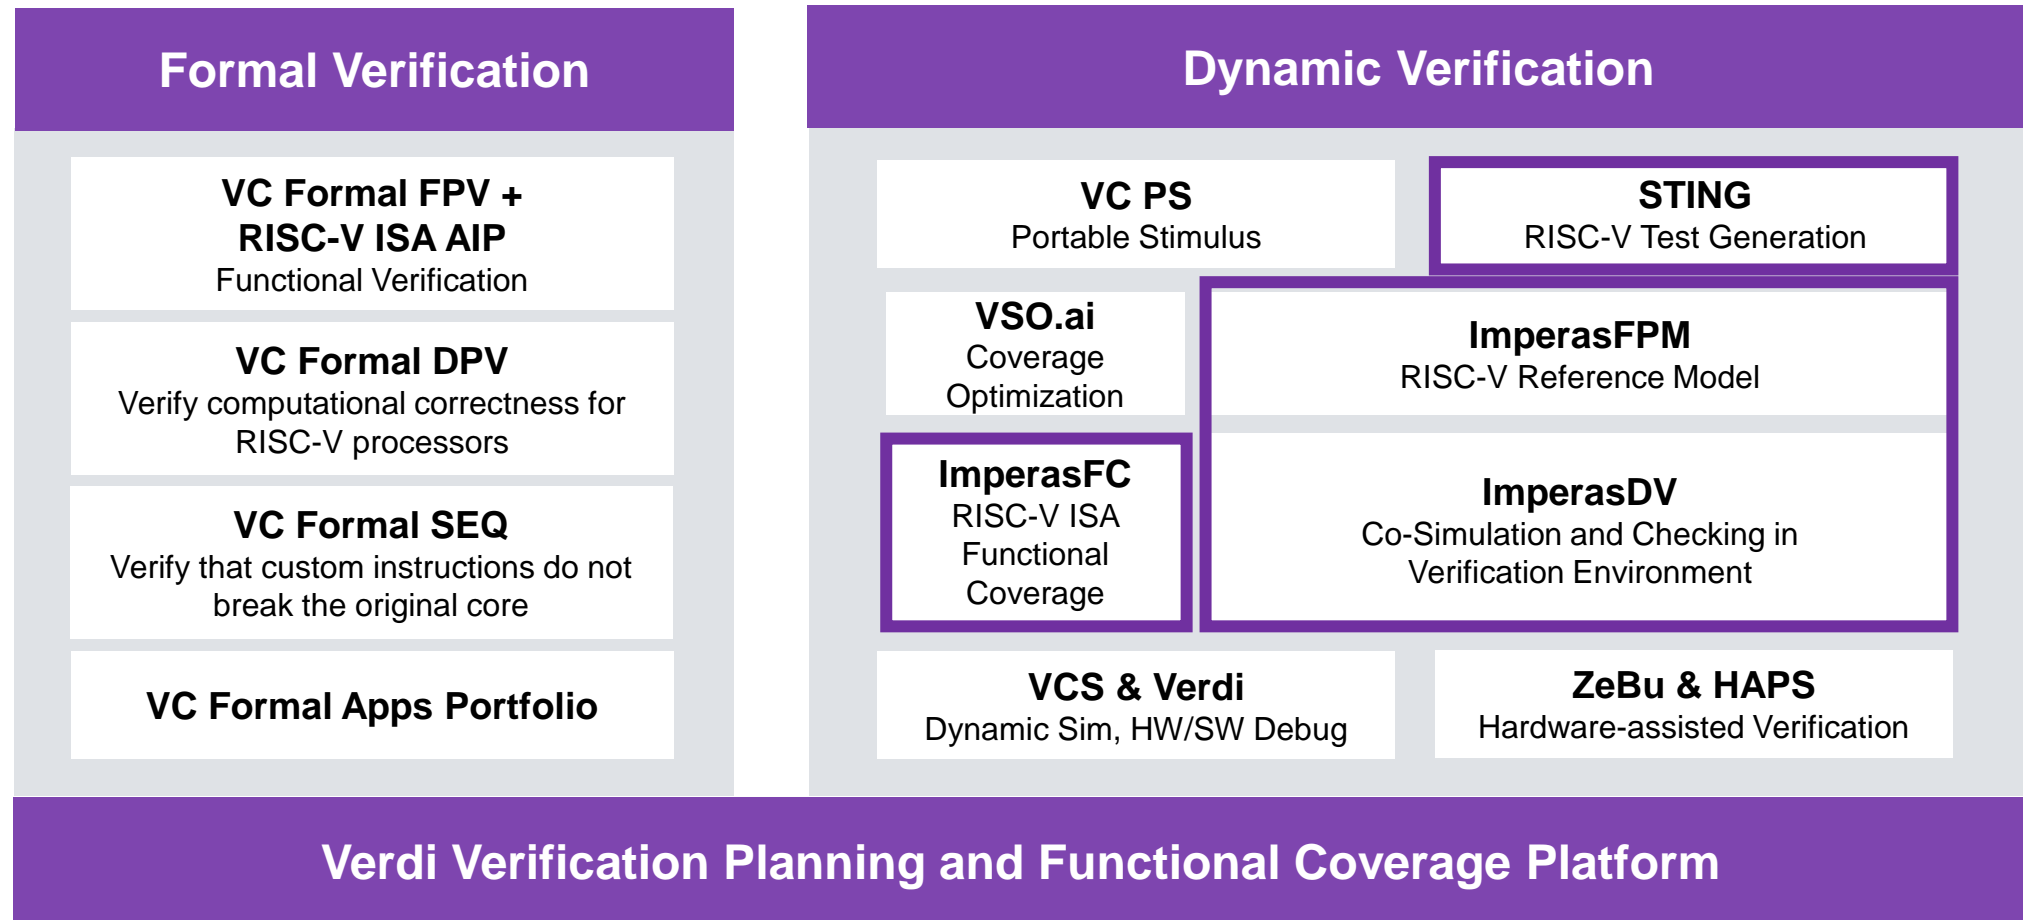 Formal Verification
VC Formal FPV +
RISC-V ISA AIP
Functional Verification
VC Formal DPV
Verify computational correctness for
RISC-V processors
VC Formal SEQ
Verify that custom instructions do not
break the original core
VC Formal Apps Portfolio
Dynamic Verification
VC PS
Portable Stimulus
STING
RISC-V Test Generation
VSO.ai
Coverage
Optimization
ImperasFPM
RISC-V Reference Model
ImperasFC
RISC-V ISA
Functional
Coverage
ImperasDV
Co-Simulation and Checking in
Verification Environment
VCS & Verdi
Dynamic Sim, HW/SW Debug
ZeBu & HAPS
Hardware-assisted Verification
Verdi Verification Planning and Functional Coverage Platform